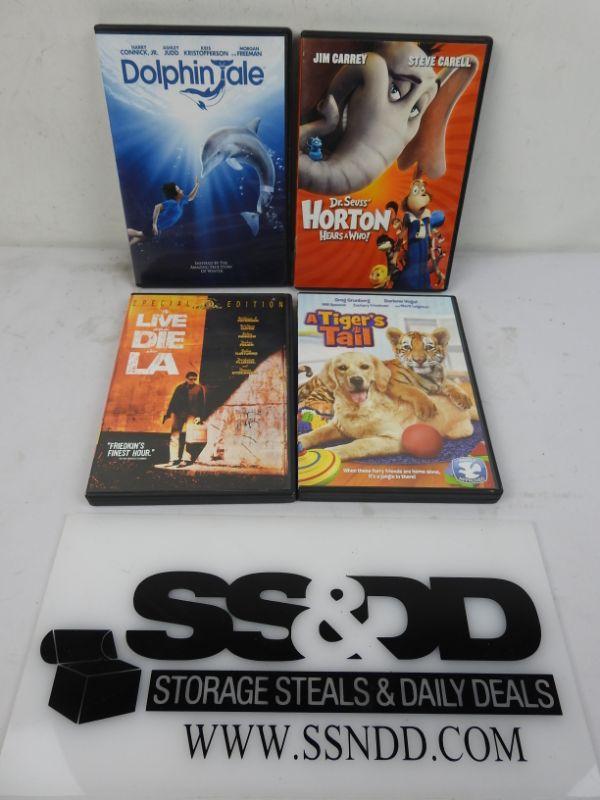 HARRY CONNICK, JR. ASHLEY JUDD KRIS KRISTOFFERSON AND MORGAN FREEMAN
Dolphin Tale
INSPIRED BY THE
AMAZING TRUE STORY
OF WINTER
JIM CARREY STEVE CARELL
Dr. Seuss'
HORTON
HEARS A WHO!
SPECIAL EDITION
LIVE
DIE
LA
"FRIEDKIN'S
FINEST HOUR."
Greg Grunberg
A Tiger's
Tail
When these furry friends are home alone,
it's a jungle in there!
SS&DD
STORAGE STEALS & DAILY DEALS
WWW.SSNDD.COM